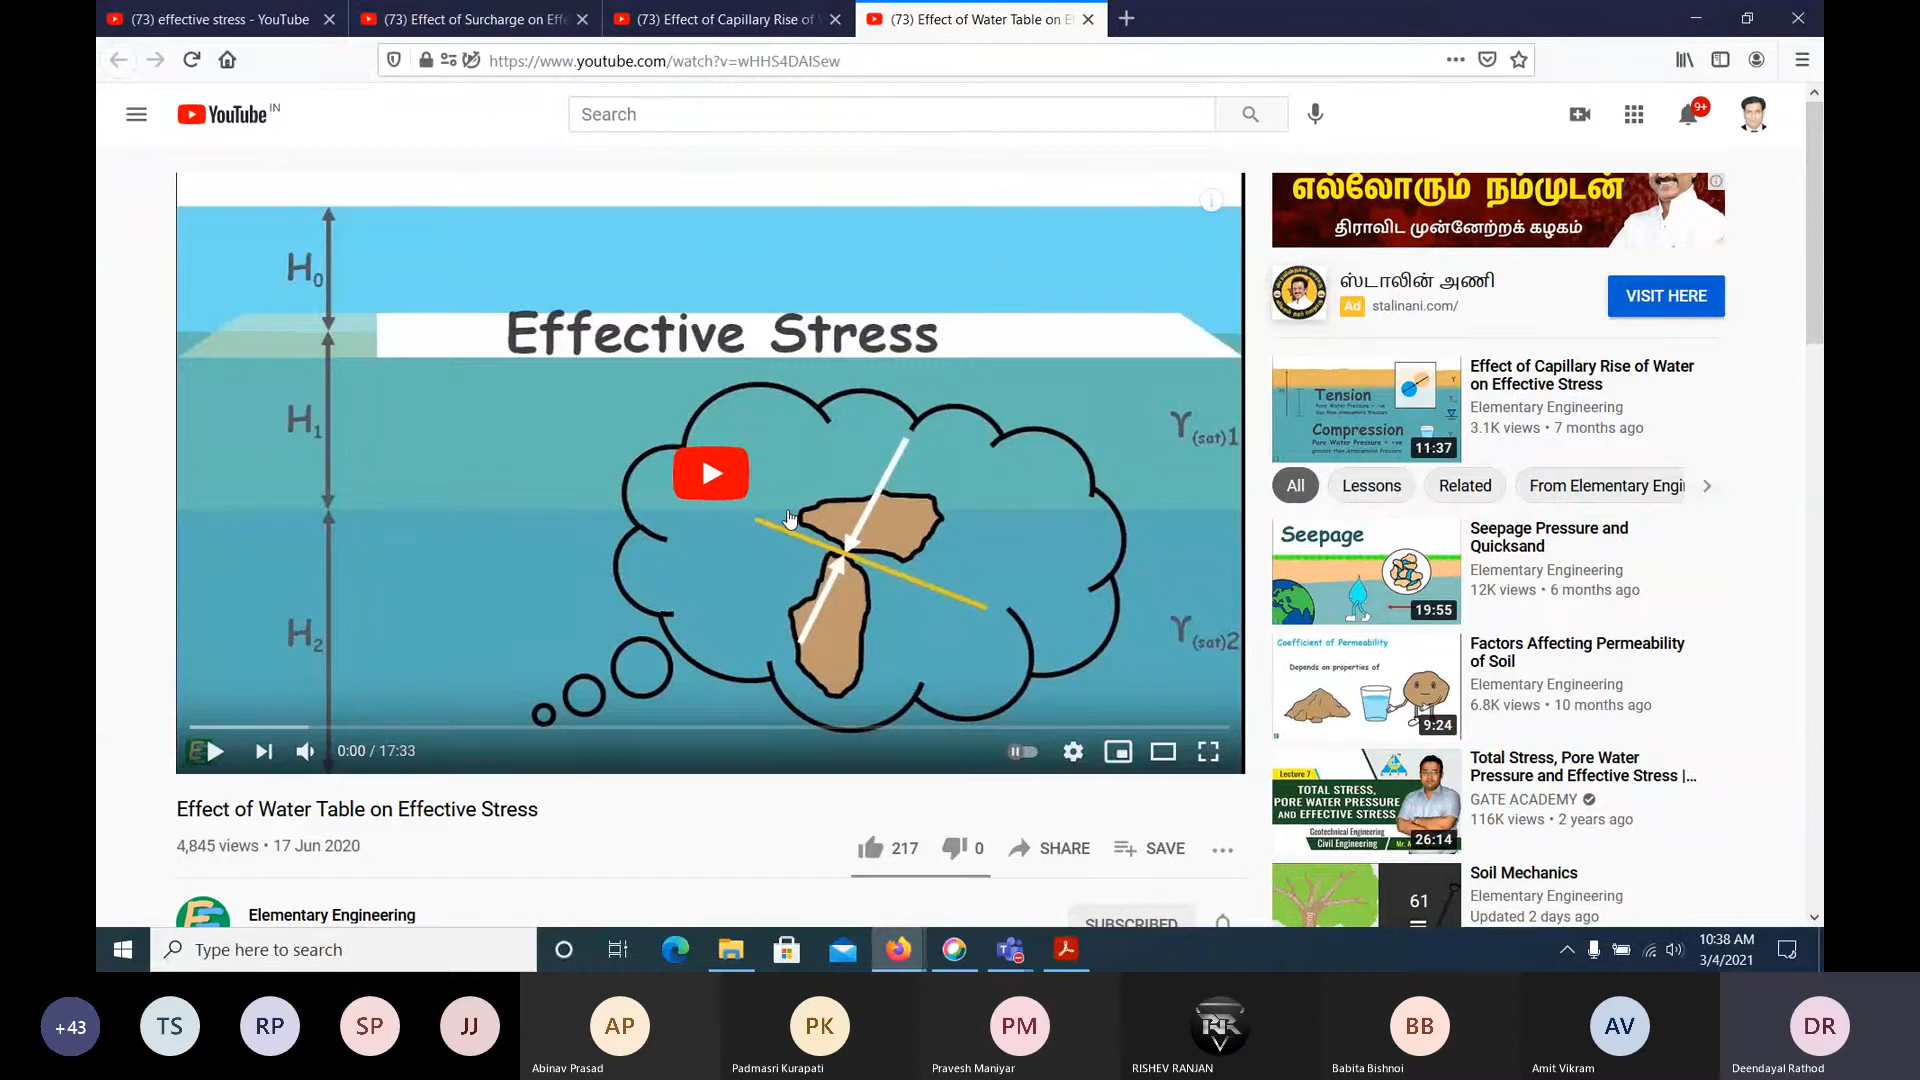 (73) effective stress - YouTube
(73) Effect of Surcharge on Effe
(73) Effect of Capillary Rise of
(73) Effect of Water Table on E
https://www.youtube.com/watch?v=wHHS4DAISew
YouTube IN
Search
9+
எல்லோரும் நம்முடன்
திராவிட முன்னேற்றக் கழகம்
ஸ்டாலின் அணி
Ad stalinani.com/
VISIT HERE
H0
Effective Stress
H1
ϒ(sat)1
H2
ϒ(sat)2
0:00 / 17:33
Effect of Water Table on Effective Stress
4,845 views • 17 Jun 2020
217
0
SHARE
SAVE
Elementary Engineering
SUBSCRIBED
Tension
Compression
11:37
Effect of Capillary Rise of Water
on Effective Stress
Elementary Engineering
3.1K views • 7 months ago
All
Lessons
Related
From Elementary Engi
Seepage
19:55
Seepage Pressure and
Quicksand
Elementary Engineering
12K views • 6 months ago
Coefficient of Permeability
Depends on properties of
9:24
Factors Affecting Permeability
of Soil
Elementary Engineering
6.8K views • 10 months ago
Lecture 7
TOTAL STRESS,
PORE WATER PRESSURE
AND EFFECTIVE STRESS
Geotechnical Engineering
Civil Engineering
26:14
Total Stress, Pore Water
Pressure and Effective Stress |...
GATE ACADEMY
116K views • 2 years ago
61
Soil Mechanics
Elementary Engineering
Updated 2 days ago
Type here to search
10:38 AM
3/4/2021
+43
TS
RP
SP
JJ
AP
Abinav Prasad
PK
Padmasri Kurapati
PM
Pravesh Maniyar
RISHEV RANJAN
BB
Babita Bishnoi
AV
Amit Vikram
DR
Deendayal Rathod